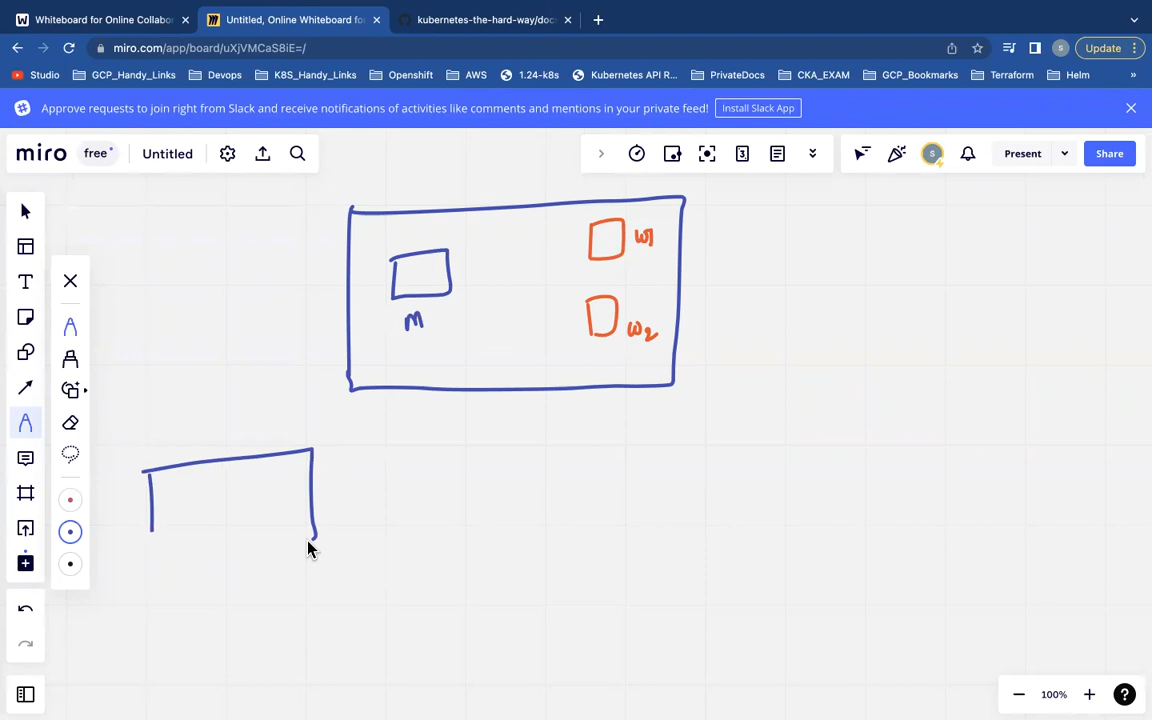 Whiteboard for Online Collabor
Untitled, Online Whiteboard for
kubernetes-the-hard-way/doc
miro.com/app/board/uXjVMCaS8iE=/
S
Update
Studio
GCP_Handy_Links
Devops
K8S_Handy_Links
Openshift
AWS
1.24-k8s
Kubernetes API R...
PrivateDocs
CKA_EXAM
GCP_Bookmarks
Terraform
Helm
»
Approve requests to join right from Slack and receive notifications of activities like comments and mentions in your private feed!
Install Slack App
miro
free
Untitled
3
S
Present
Share
W1
M
W2
100%